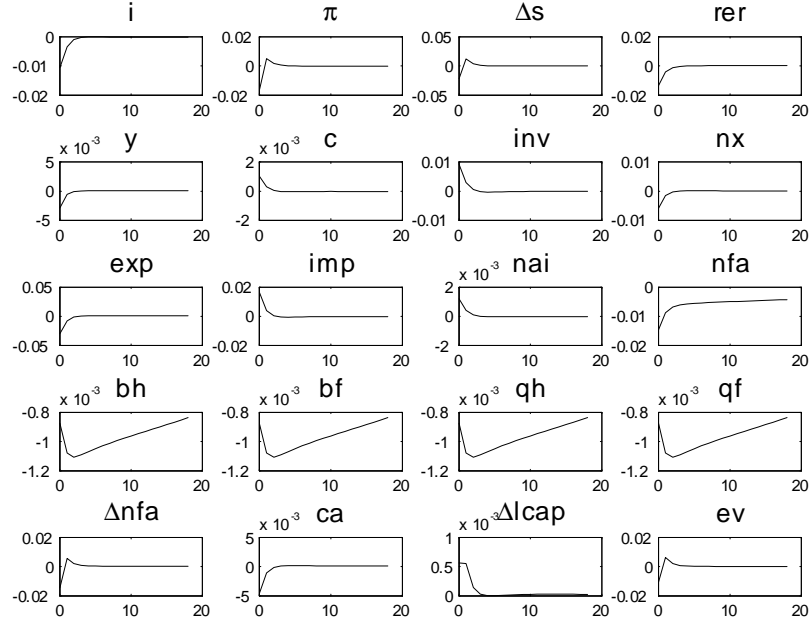 i π Δs rer
0 0.02 0.05 0.02
-0.01 0 0 0
-0.02 -0.02 -0.05 -0.02
0 10 20 0 10 20 0 10 20 0 10 20
x 10⁻³ y x 10⁻³ c inv nx
5 2 0.01 0.01
0 0 0 0
-5 -2 -0.01 -0.01
0 10 20 0 10 20 0 10 20 0 10 20
exp imp x 10⁻³ nai nfa
0.05 0.02 2 0
0 0 0 -0.01
-0.05 -0.02 -2 -0.02
0 10 20 0 10 20 0 10 20 0 10 20
x 10⁻³ bh x 10⁻³ bf x 10⁻³ qh x 10⁻³ qf
-0.8 -0.8 -0.8 -0.8
-1 -1 -1 -1
-1.2 -1.2 -1.2 -1.2
0 10 20 0 10 20 0 10 20 0 10 20
Δnfa x 10⁻³ ca x 10⁻³ Δlcap ev
0.02 5 1 0.02
0 0 0.5 0
-0.02 -5 0 -0.02
0 10 20 0 10 20 0 10 20 0 10 20